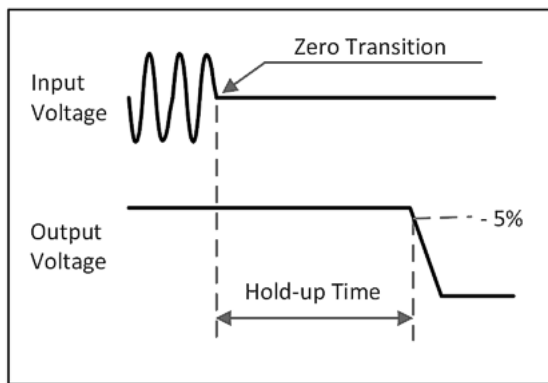 Zero Transition
Input
Voltage
- 5%
Output
Voltage
Hold-up Time